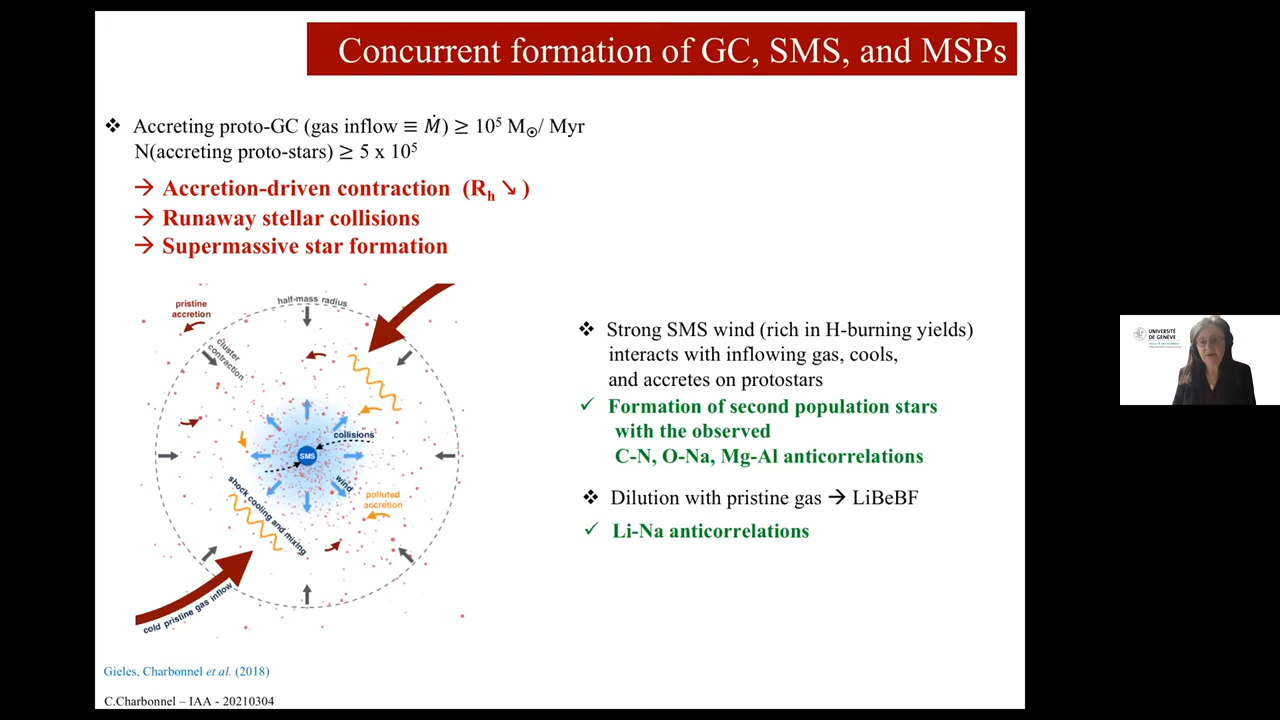 Concurrent formation of GC, SMS, and MSPs
❖ Accreting proto-GC (gas inflow ≡ Ṁ) ≥ 10⁵ M☉/ Myr
N(accreting proto-stars) ≥ 5 x 10⁵
→ Accretion-driven contraction (Rₕ ↘ )
→ Runaway stellar collisions
→ Supermassive star formation
pristine
accretion
half-mass radius
cluster
contraction
collisions
SMS
wind
shock cooling and mixing
polluted
accretion
cold pristine gas inflow
❖ Strong SMS wind (rich in H-burning yields)
interacts with inflowing gas, cools,
and accretes on protostars
✓ Formation of second population stars
with the observed
C-N, O-Na, Mg-Al anticorrelations
❖ Dilution with pristine gas → LiBeBF
✓ Li-Na anticorrelations
Gieles, Charbonnel et al. (2018)
C.Charbonnel – IAA - 20210304
UNIVERSITÉ
DE GENÈVE